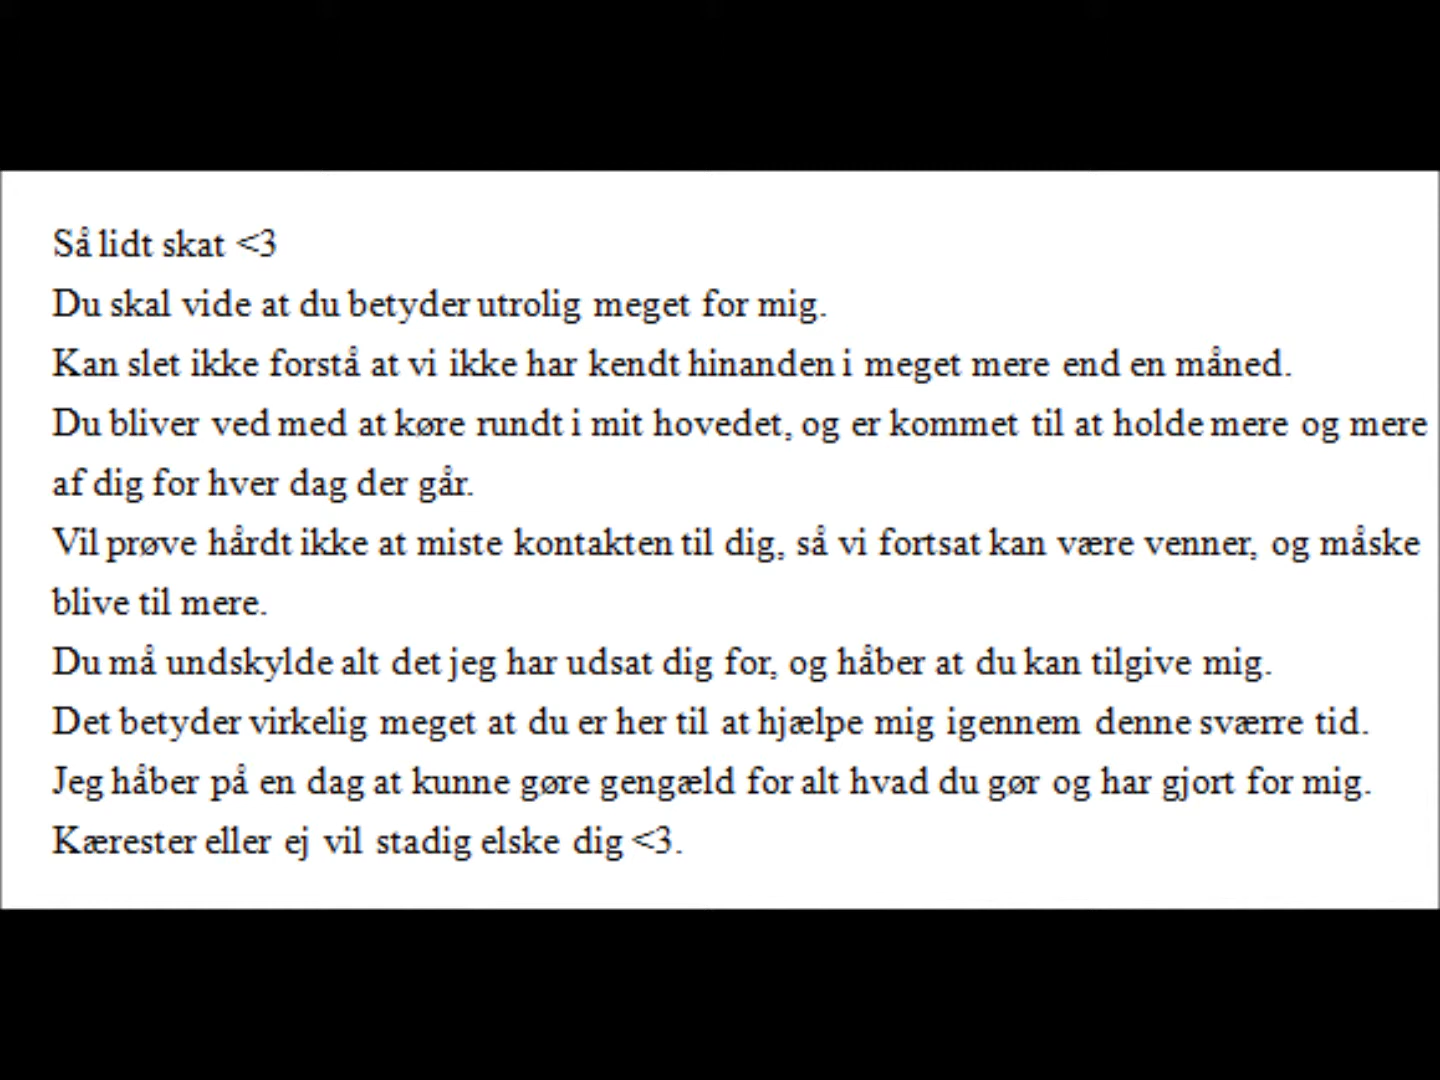 Så lidt skat <3
Du skal vide at du betyder utrolig meget for mig.
Kan slet ikke forstå at vi ikke har kendt hinanden i meget mere end en måned.
Du bliver ved med at køre rundt i mit hovedet, og er kommet til at holde mere og mere
af dig for hver dag der går.
Vil prøve hårdt ikke at miste kontakten til dig, så vi fortsat kan være venner, og måske
blive til mere.
Du må undskylde alt det jeg har udsat dig for, og håber at du kan tilgive mig.
Det betyder virkelig meget at du er her til at hjælpe mig igennem denne sværre tid.
Jeg håber på en dag at kunne gøre gengæld for alt hvad du gør og har gjort for mig.
Kærester eller ej vil stadig elske dig <3.